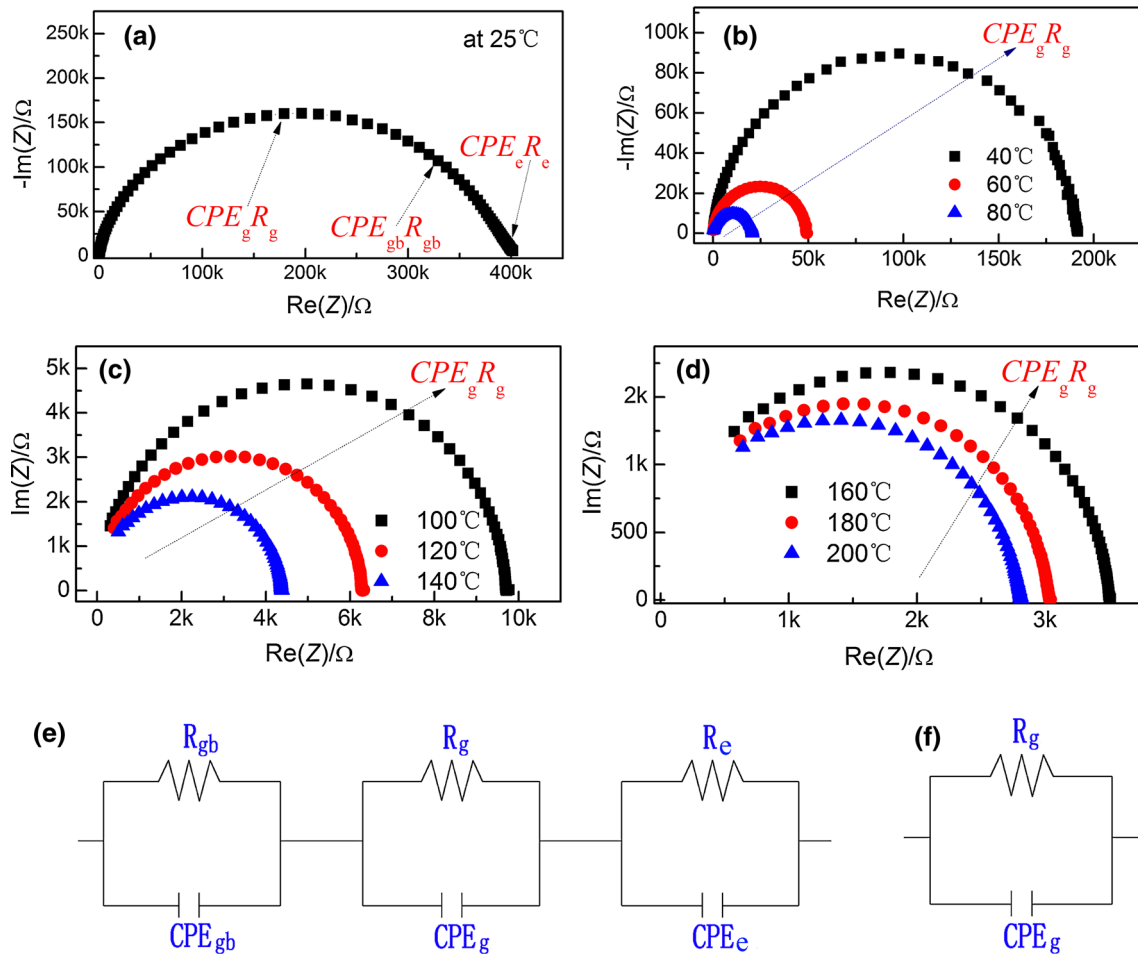 (a)
at 25℃
250k
200k
150k
100k
50k
0
-Im(Z)/Ω
CPEgRg
CPEgbRgb
CPEeRe
0 100k 200k 300k 400k
Re(Z)/Ω
(b)
CPEgRg
100k
80k
60k
40k
20k
0
-Im(Z)/Ω
40℃
60℃
80℃
0 50k 100k 150k 200k
Re(Z)/Ω
(c)
CPEgRg
5k
4k
3k
2k
1k
0
Im(Z)/Ω
100℃
120℃
140℃
0 2k 4k 6k 8k 10k
Re(Z)/Ω
(d)
CPEgRg
2k
1k
500
0
Im(Z)/Ω
160℃
180℃
200℃
0 1k 2k 3k
Re(Z)/Ω
(e)
Rgb Rg Re
CPEgb CPEg CPEe
(f)
Rg
CPEg